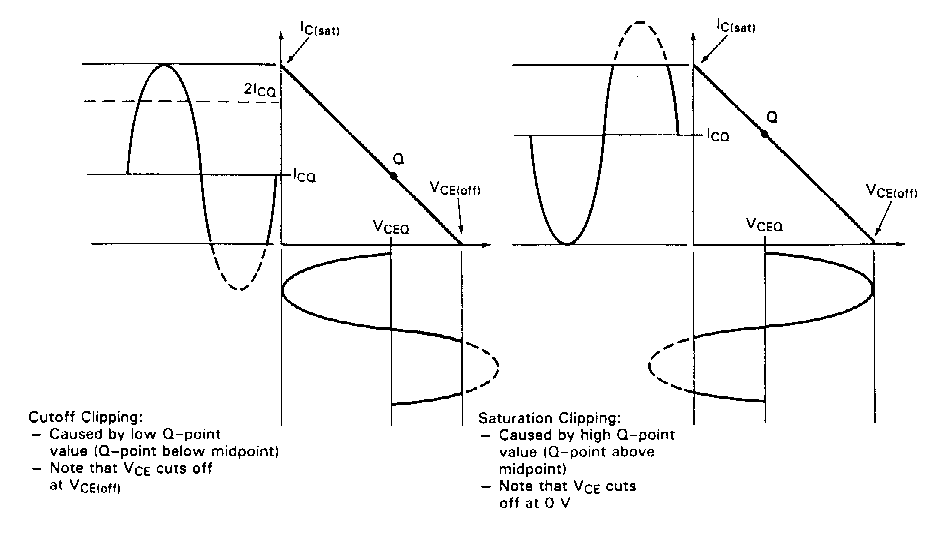 IC(sat)
2ICQ
ICQ
Q
VCE(off)
VCEQ
Cutoff Clipping:
– Caused by low Q–point
value (Q–point below midpoint)
– Note that VCE cuts off
at VCE(off)
IC(sat)
Q
ICQ
VCE(off)
VCEQ
Saturation Clipping:
– Caused by high Q–point
value (Q–point above
midpoint)
– Note that VCE cuts
off at 0 V